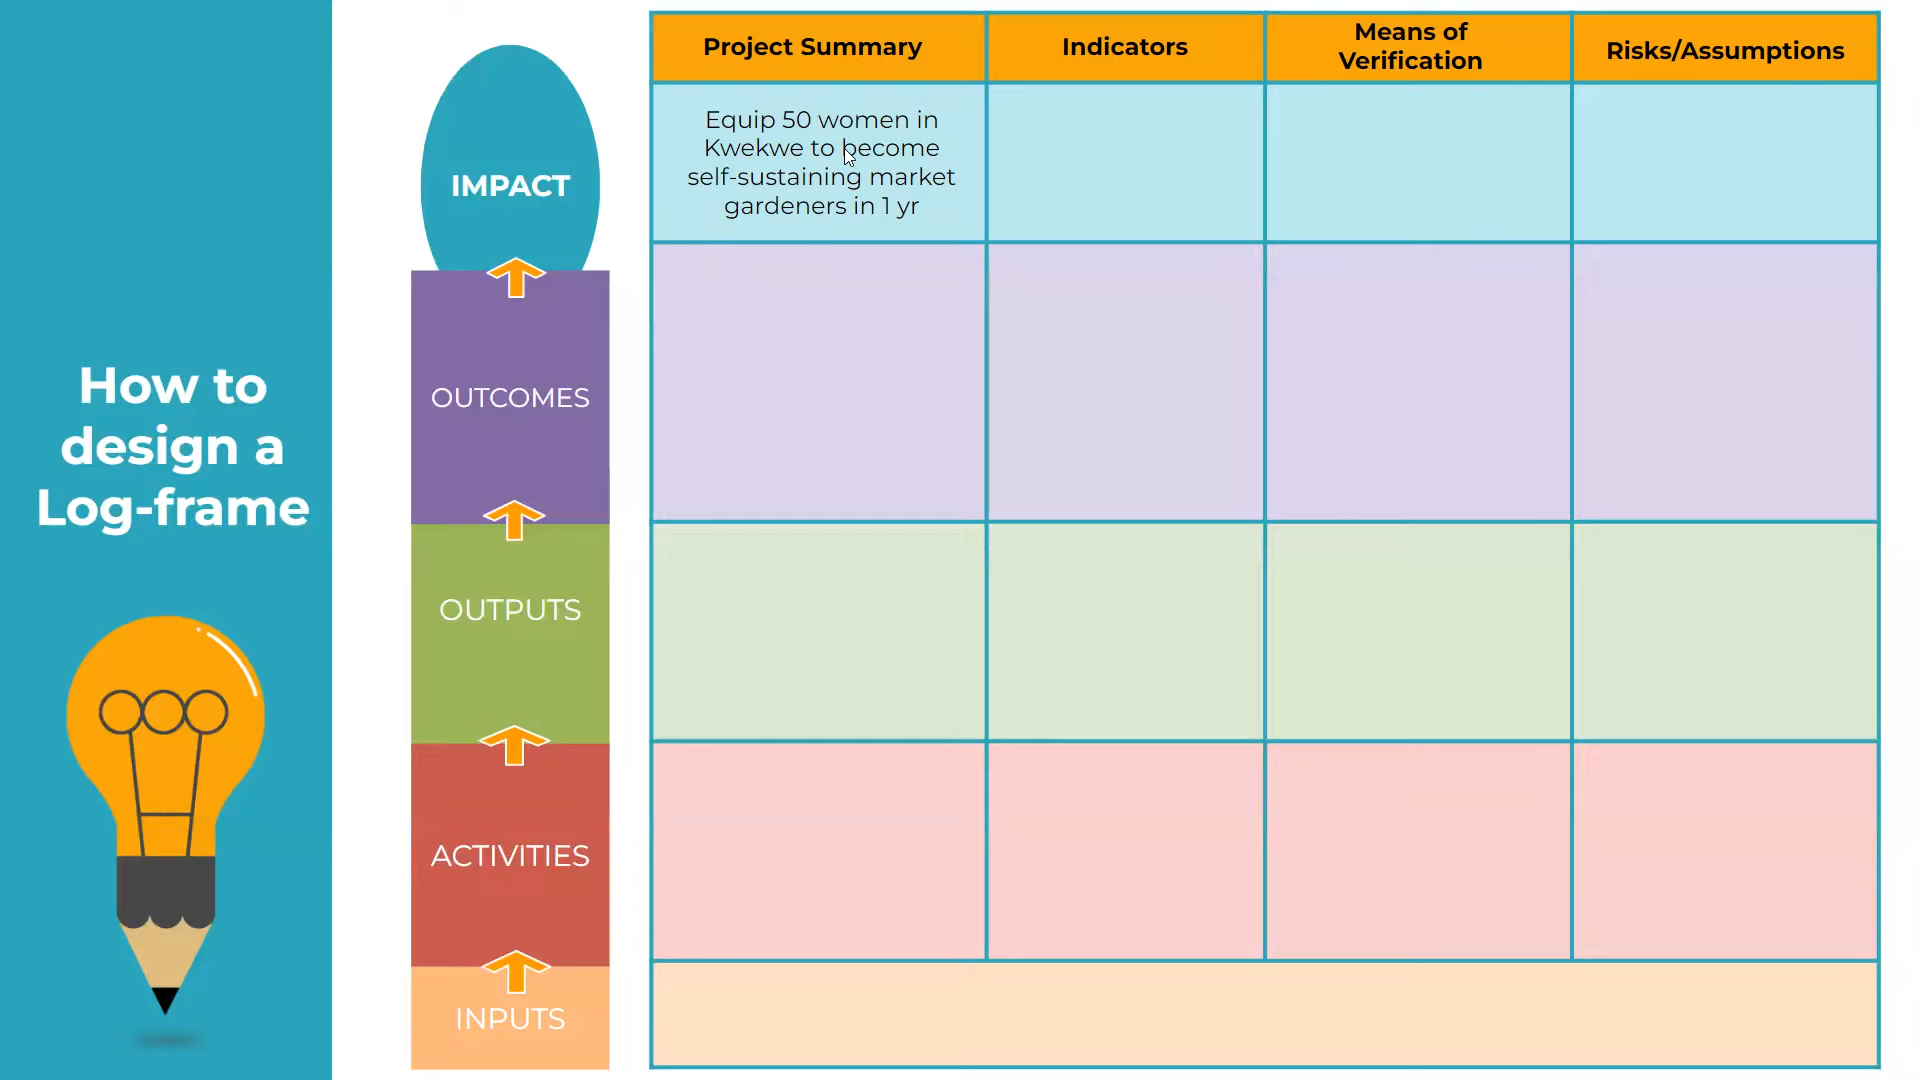 How to
design a
Log-frame
IMPACT
OUTCOMES
OUTPUTS
ACTIVITIES
INPUTS
Project Summary
Indicators
Means of
Verification
Risks/Assumptions
Equip 50 women in
Kwekwe to become
self-sustaining market
gardeners in 1 yr